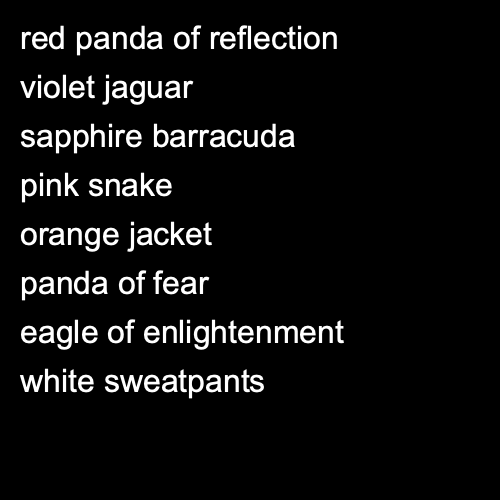 red panda of reflection
violet jaguar
sapphire barracuda
pink snake
orange jacket
panda of fear
eagle of enlightenment
white sweatpants